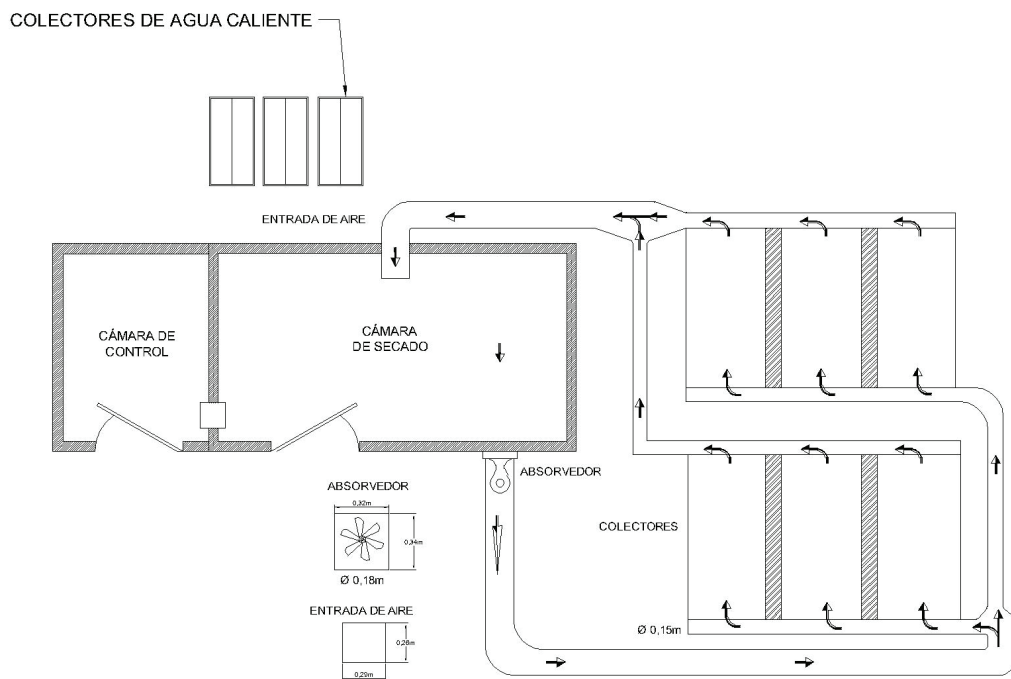 COLECTORES DE AGUA CALIENTE
ENTRADA DE AIRE
CÁMARA DE
CONTROL
CÁMARA
DE SECADO
ABSORVEDOR
ABSORVEDOR
0,32m
0,34m
Ø 0,18m
COLECTORES
ENTRADA DE AIRE
0,26m
0,29m
Ø 0,15m